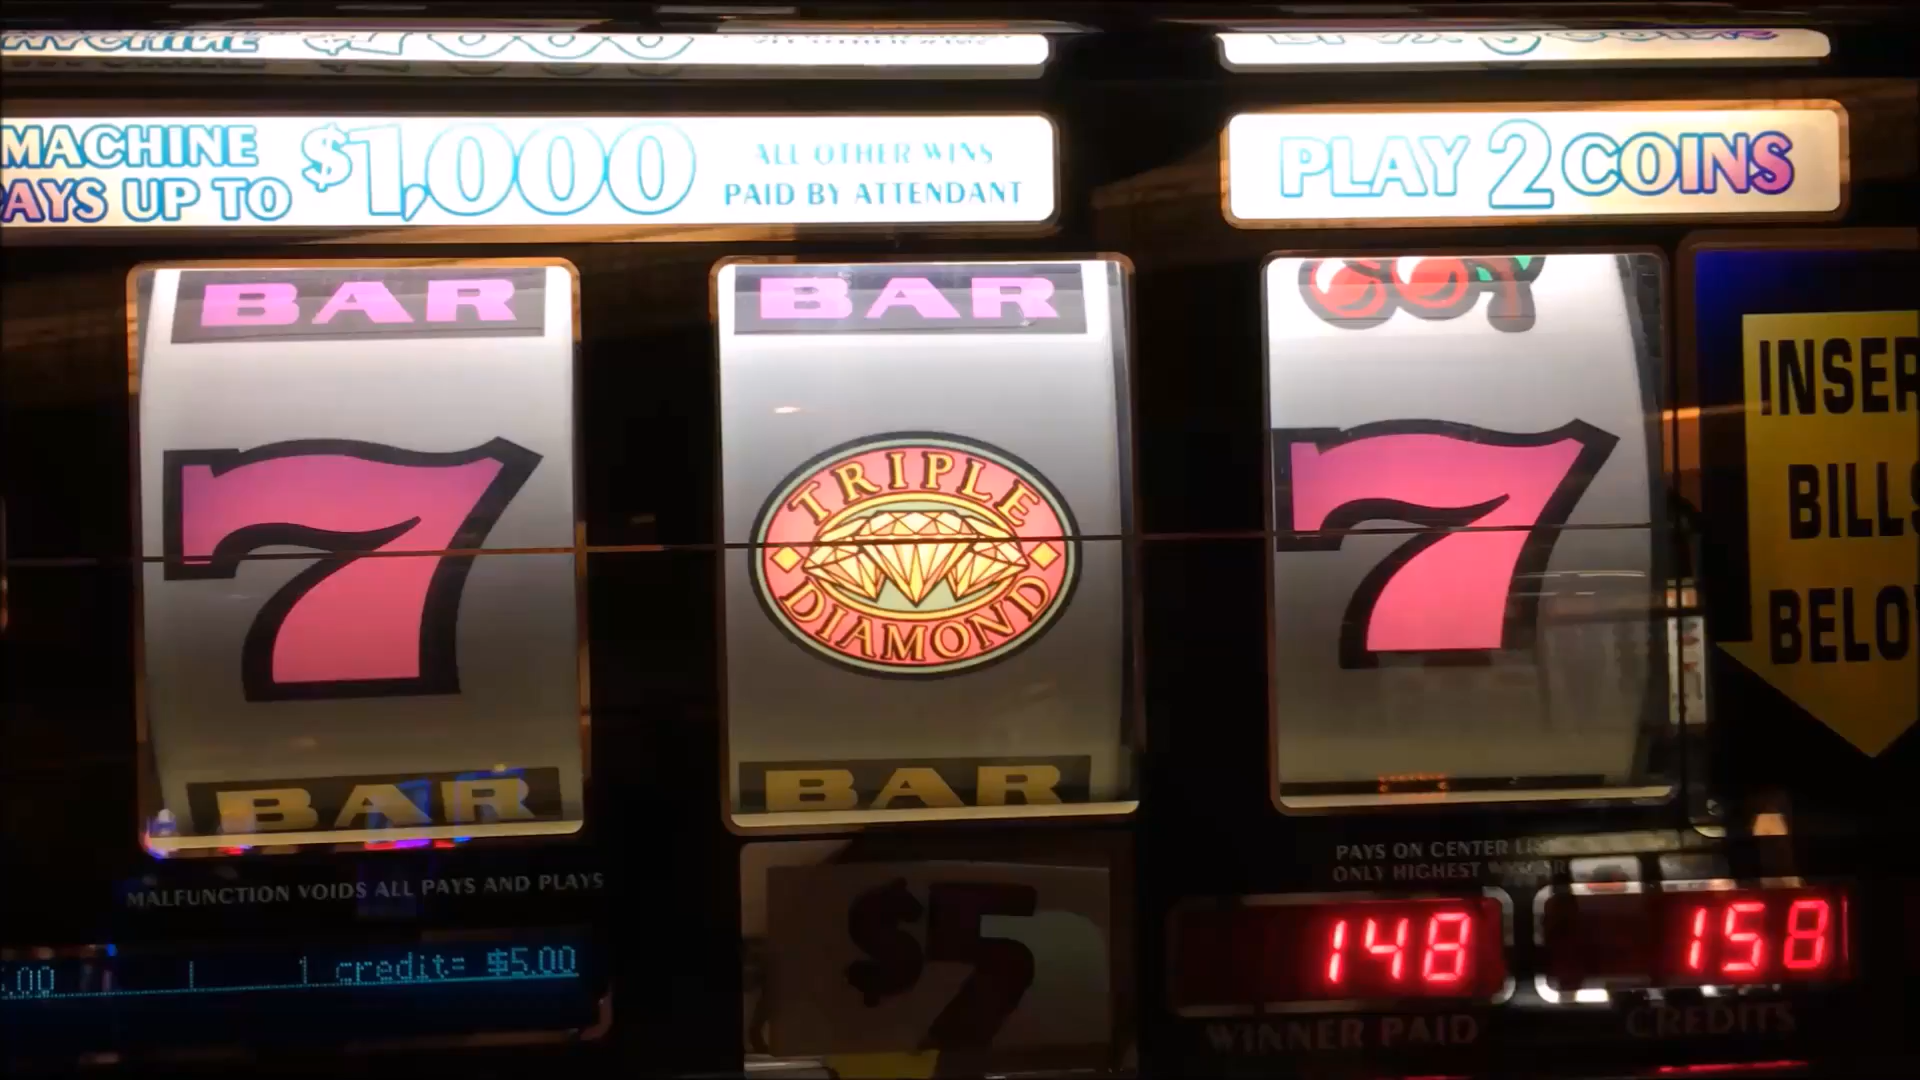 MACHINE
PAYS UP TO
$1,000
ALL OTHER WINS
PAID BY ATTENDANT
PLAY 2 COINS
BAR
BAR
7
TRIPLE
DIAMOND
7
BAR
BAR
INSER
BILLS
BELO
MALFUNCTION VOIDS ALL PAYS AND PLAYS
PAYS ON CENTER
ONLY HIGHEST
.00
1 credit= $5.00
$5
148
158
WINNER PAID
CREDITS